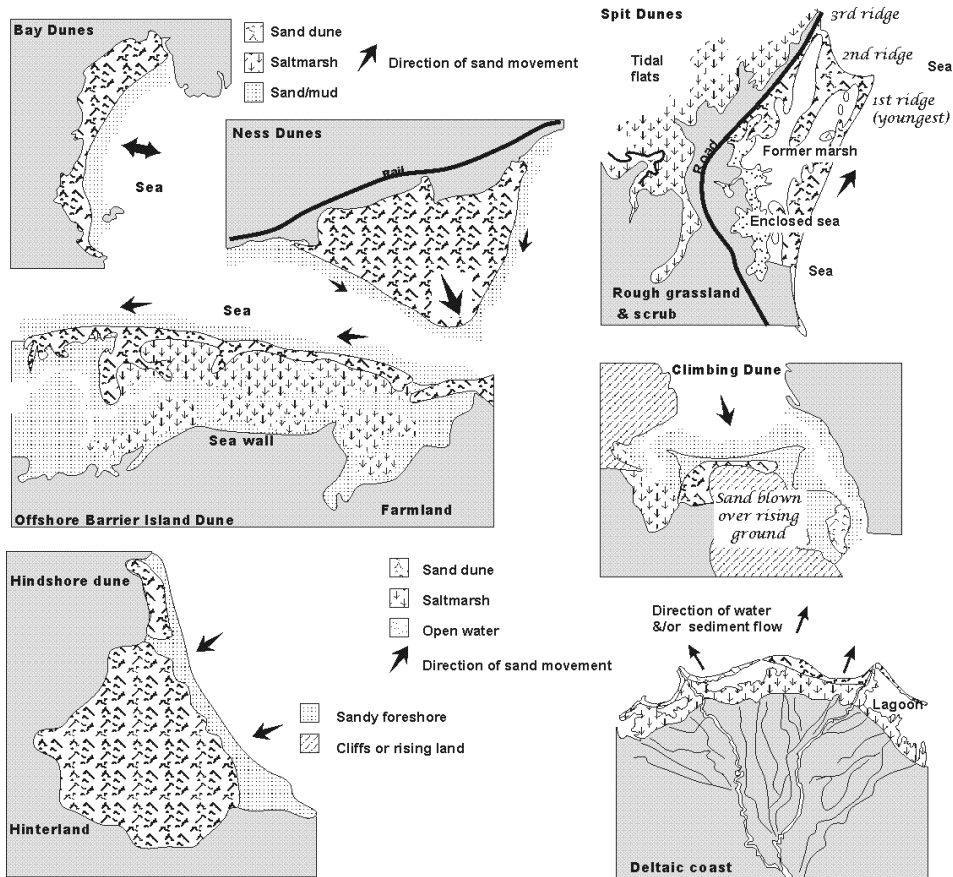 Bay Dunes
Sand dune
Saltmarsh
Sand/mud
Direction of sand movement
Sea
Ness Dunes
Rail
Spit Dunes
3rd ridge
2nd ridge
1st ridge
(youngest)
Tidal
flats
Sea
Road
Former marsh
Enclosed sea
Sea
Rough grassland
& scrub
Sea
Sea wall
Farmland
Offshore Barrier Island Dune
Climbing Dune
Sand blown
over rising
ground
Hindshore dune
Hinterland
Sand dune
Saltmarsh
Open water
Direction of sand movement
Sandy foreshore
Cliffs or rising land
Direction of water
&/or sediment flow
Lagoon
Deltaic coast